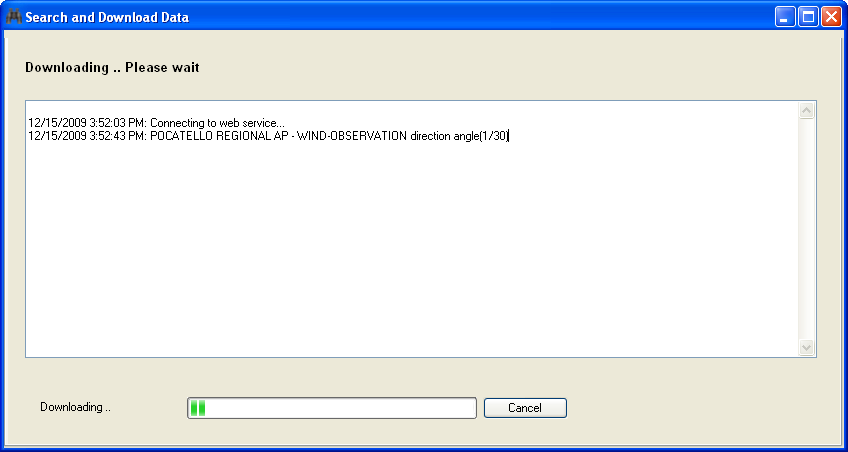 Search and Download Data
Downloading .. Please wait
12/15/2009 3:52:03 PM: Connecting to web service...
12/15/2009 3:52:43 PM: POCATELLO REGIONAL AP - WIND-OBSERVATION direction angle(1/30)
Downloading ..
Cancel